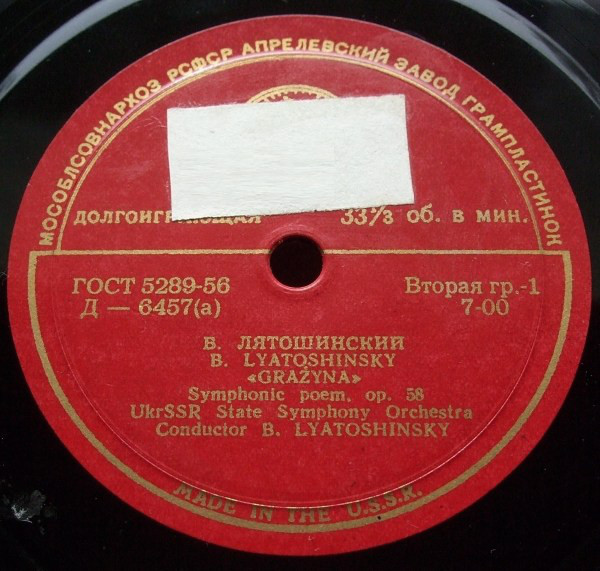 МОСОБЛСОВНАРХОЗ РСФСР АПРЕЛЕВСКИЙ ЗАВОД ГРАМПЛАСТИНОК
ДОЛГОИГРАЮЩАЯ 33⅓ об. в мин.
ГОСТ 5289-56 Вторая гр.-1
Д — 6457(а) 7-00
в. ЛЯТОШИНСКИЙ
B. LYATOSHINSKY
«GRAŻYNA»
Symphonic poem, op. 58
UkrSSR State Symphony Orchestra
Conductor B. LYATOSHINSKY
MADE IN THE U.S.S.R.